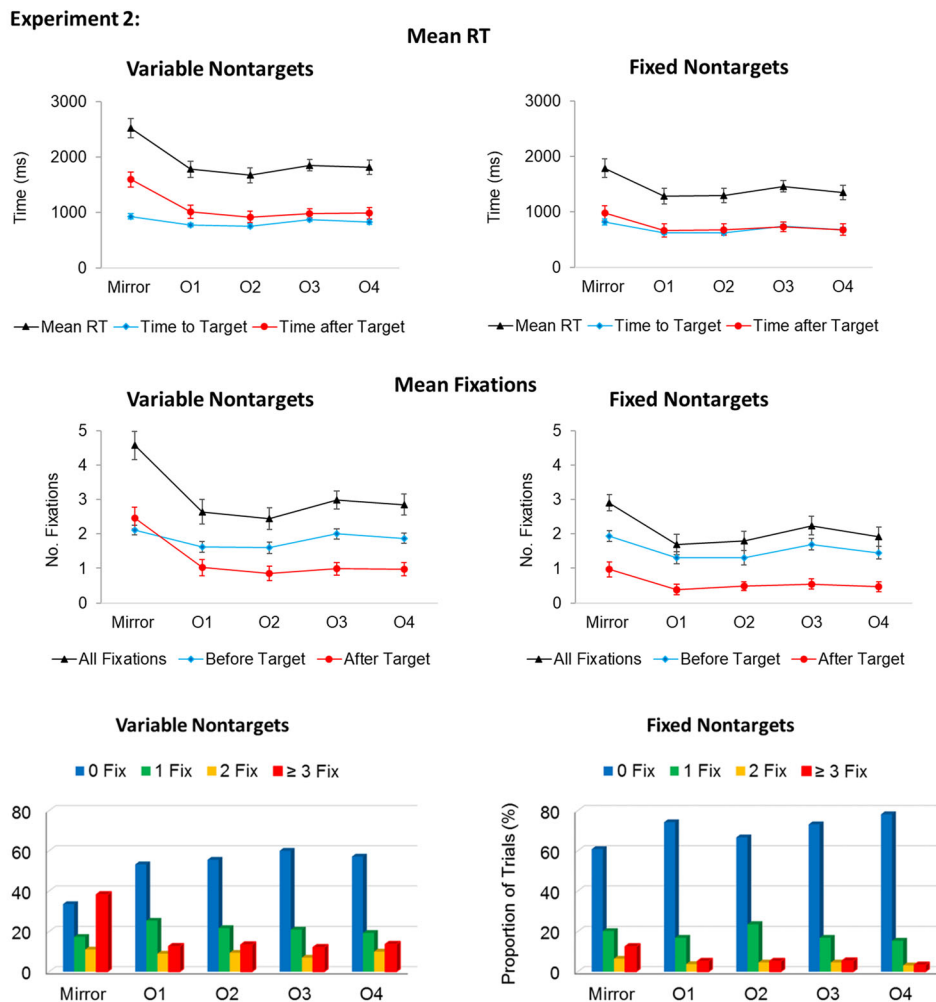 Experiment 2:
Mean RT
Variable Nontargets
Fixed Nontargets
3000
2000
1000
0
Time (ms)
Mirror O1 O2 O3 O4
Mean RT Time to Target Time after Target
3000
2000
1000
0
Time (ms)
Mirror O1 O2 O3 O4
Mean RT Time to Target Time after Target
Mean Fixations
Variable Nontargets
Fixed Nontargets
5
4
3
2
1
0
No. Fixations
Mirror O1 O2 O3 O4
All Fixations Before Target After Target
5
4
3
2
1
0
No. Fixations
Mirror O1 O2 O3 O4
All Fixations Before Target After Target
Variable Nontargets
0 Fix 1 Fix 2 Fix ≥ 3 Fix
80
60
40
20
0
Mirror O1 O2 O3 O4
Fixed Nontargets
0 Fix 1 Fix 2 Fix ≥ 3 Fix
Proportion of Trials (%)
80
60
40
20
0
Mirror O1 O2 O3 O4